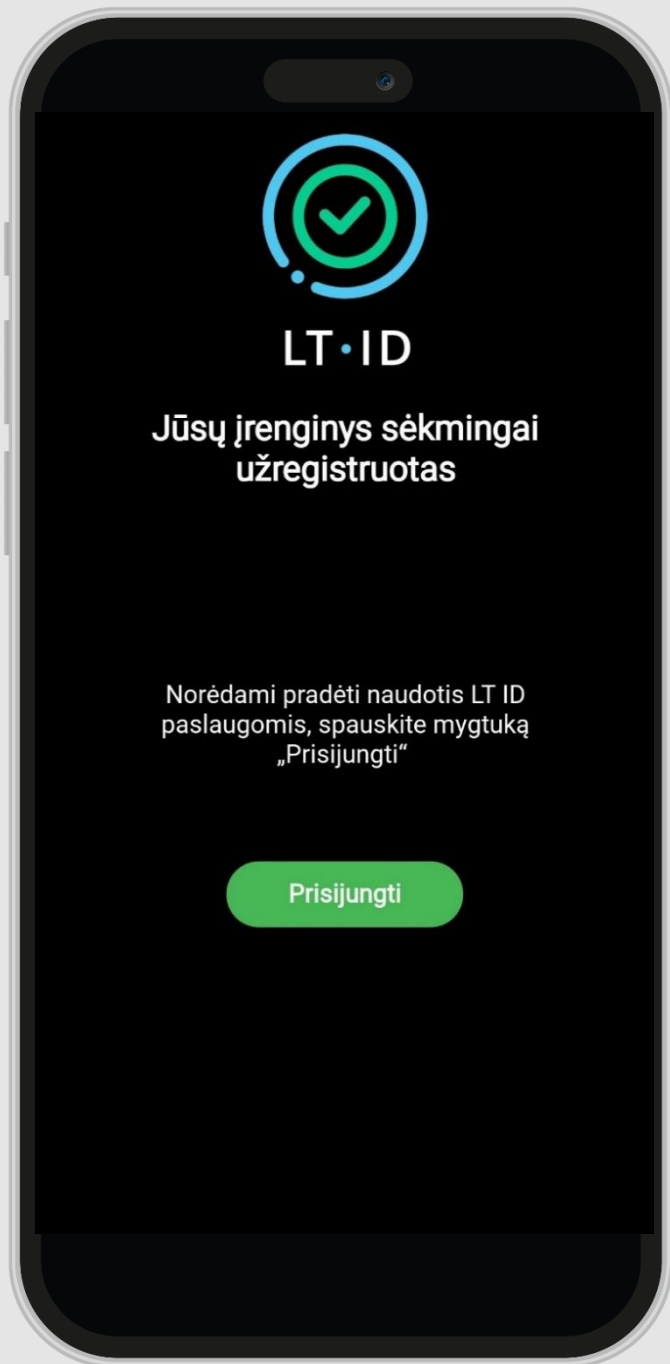 LT·ID
Jūsų įrenginys sėkmingai
užregistruotas
Norėdami pradėti naudotis LT ID
paslaugomis, spauskite mygtuką
„Prisijungti“
Prisijungti